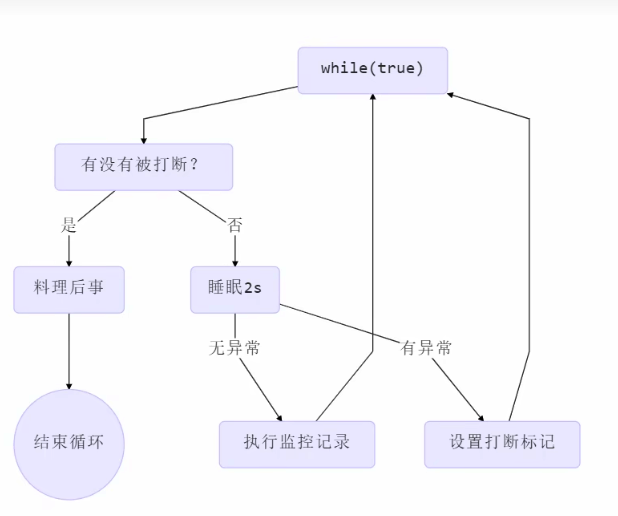 while(true)
有没有被打断?
是
否
料理后事
睡眠2s
无异常
有异常
结束循环
执行监控记录
设置打断标记